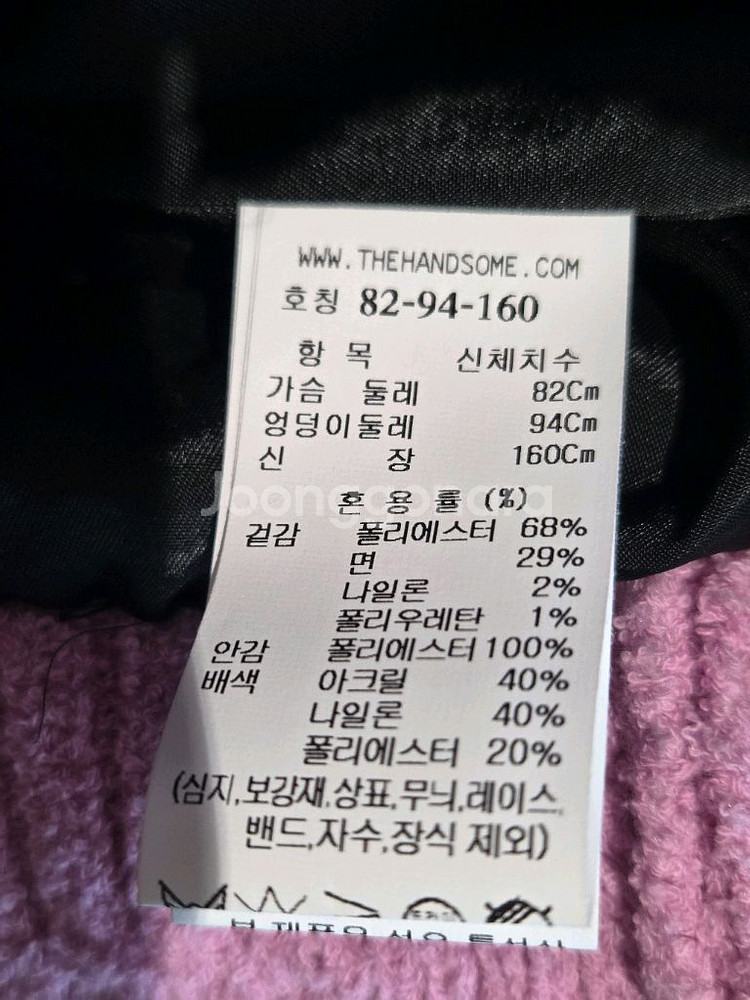 WWW.THEHANDSOME.COM
호칭 82-94-160
항 목 신체치수
가슴 둘레 82Cm
엉덩이둘레 94Cm
신 장 160Cm
Joonggonara
혼 용 률 (%)
겉감 폴리에스터 68%
면 29%
나일론 2%
폴리우레탄 1%
안감 폴리에스터 100%
배색 아크릴 40%
나일론 40%
폴리에스터 20%
(심지,보강재,상표,무늬,레이스,
밴드,자수,장식 제외)